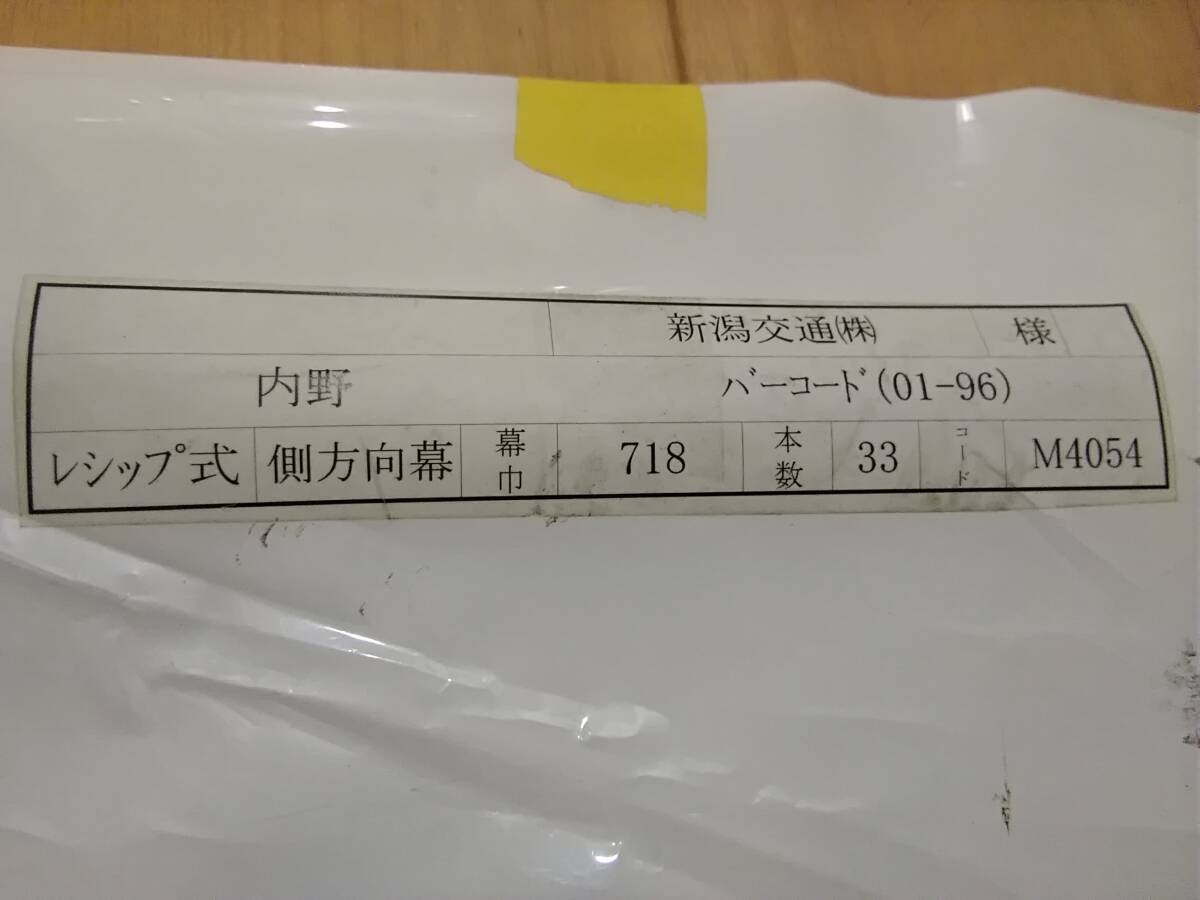 新潟交通㈱ 様
内野 バーコード(01-96)
レシップ式 側方向幕 幕巾 718 本数 33 コード M4054